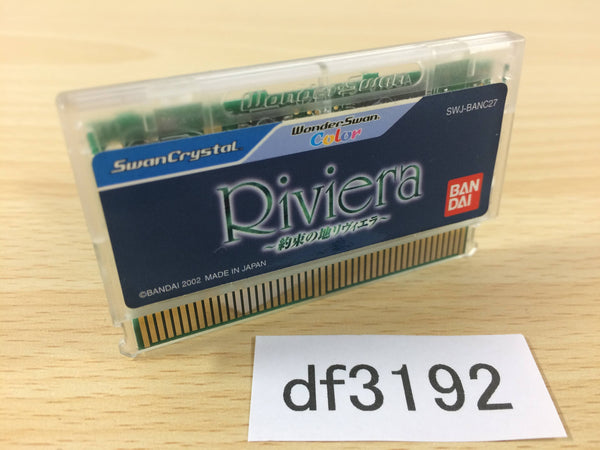 WonderSwan
SwanCrystal
WonderSwan
Color
SWJ-BANC27
Riviera
～約束の地リヴィエラ～
BAN
DAI
©BANDAI 2002 MADE IN JAPAN
df3192